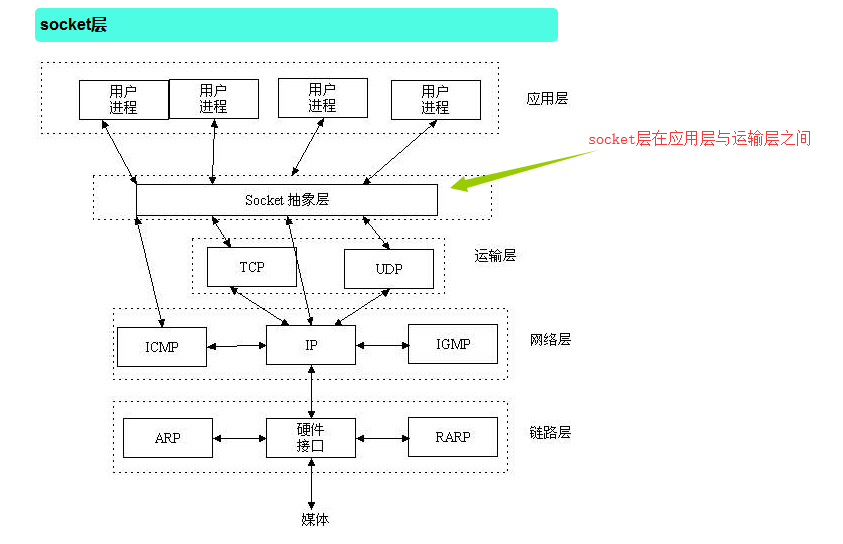 socket层
用户
进程
用户
进程
用户
进程
用户
进程
应用层
socket层在应用层与运输层之间
Socket 抽象层
TCP
UDP
运输层
ICMP
IP
IGMP
网络层
ARP
硬件
接口
RARP
链路层
媒体